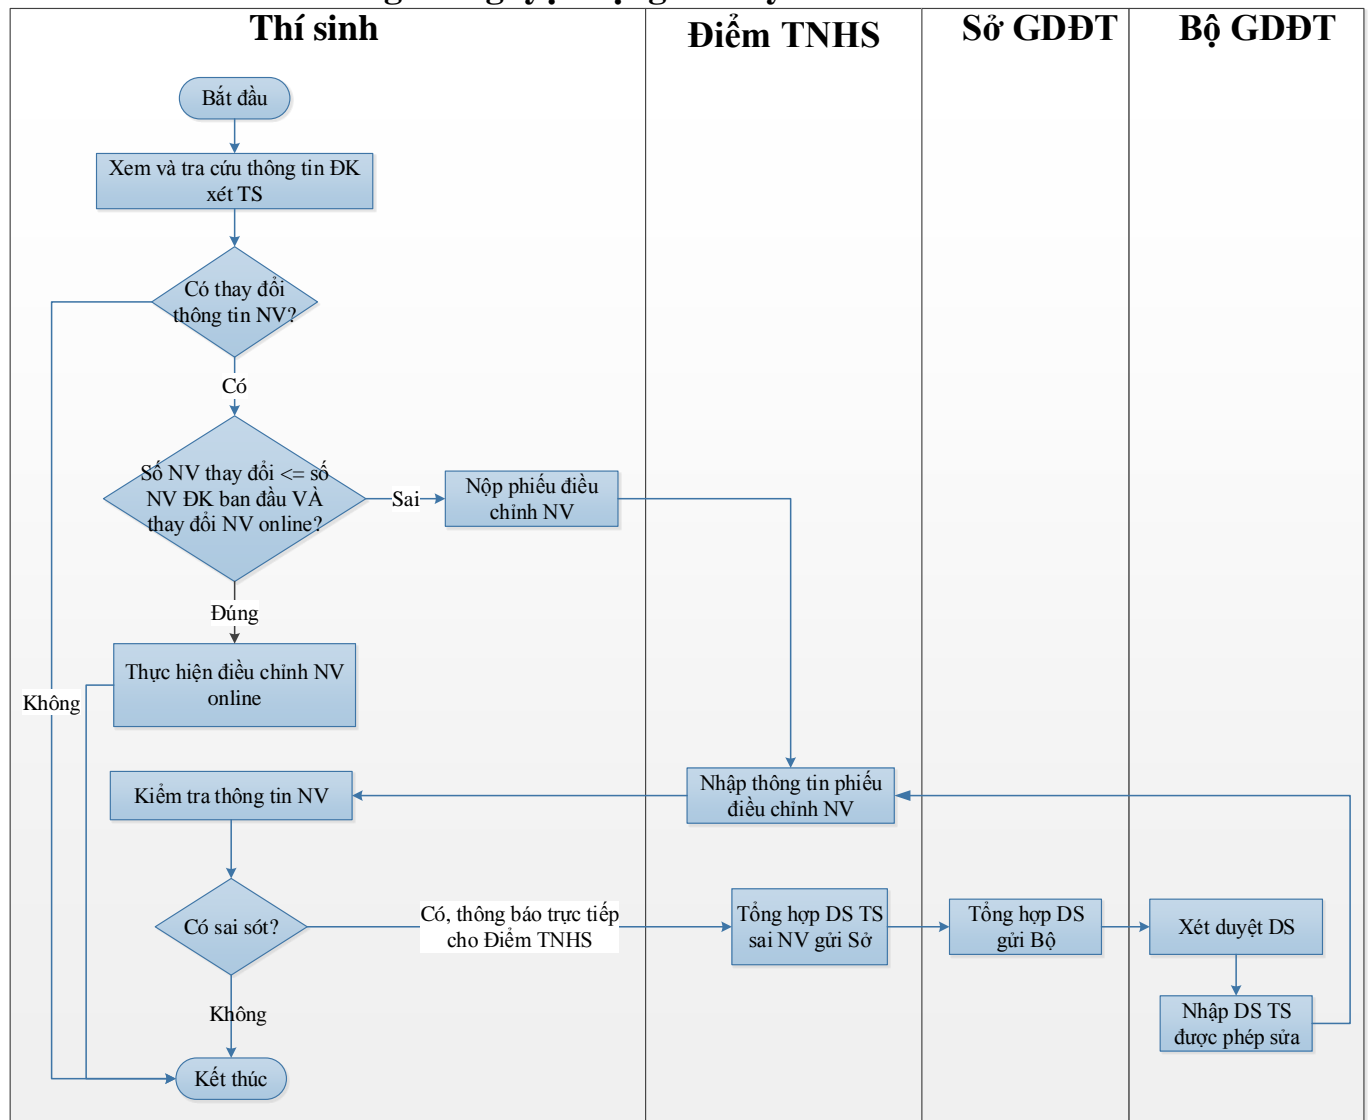 Thí sinh
Điểm TNHS
Sở GDĐT
Bộ GDĐT
Bắt đầu
Xem và tra cứu thông tin ĐK
xét TS
Có thay đổi
thông tin NV?
Có
Số NV thay đổi <= số
NV ĐK ban đầu VÀ
thay đổi NV online?
Sai
Nộp phiếu điều
chỉnh NV
Đúng
Thực hiện điều chỉnh NV
online
Không
Kiểm tra thông tin NV
Nhập thông tin phiếu
điều chỉnh NV
Có sai sót?
Có, thông báo trực tiếp
cho Điểm TNHS
Tổng hợp DS TS
sai NV gửi Sở
Tổng hợp DS
gửi Bộ
Xét duyệt DS
Không
Nhập DS TS
được phép sửa
Kết thúc